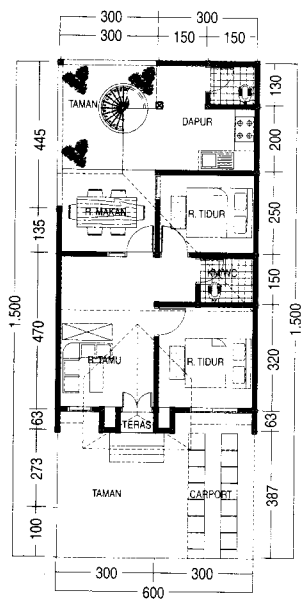 300
300
300
150
150
TAMAN
DAPUR
R. MAKAN
R. TIDUR
KM/WC
R. TAMU
R. TIDUR
TERAS
TAMAN
CARPORT
445
135
470
63
273
100
1.500
130
200
250
150
320
63
387
1.500
300
300
600